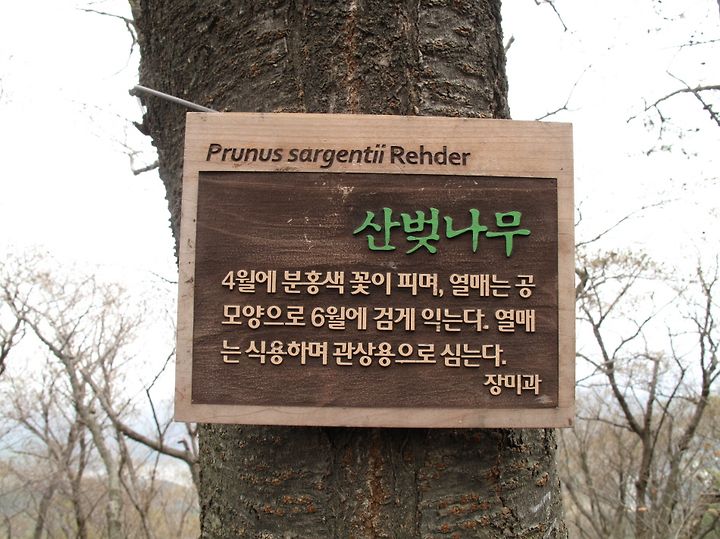 Prunus sargentii Rehder
산벚나무
4월에 분홍색 꽃이 피며, 열매는 공
모양으로 6월에 검게 익는다. 열매
는 식용하며 관상용으로 심는다.
장미과